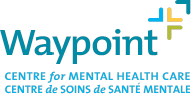 Waypoint
CENTRE for MENTAL HEALTH CARE
CENTRE de SOINS de SANTÉ MENTALE